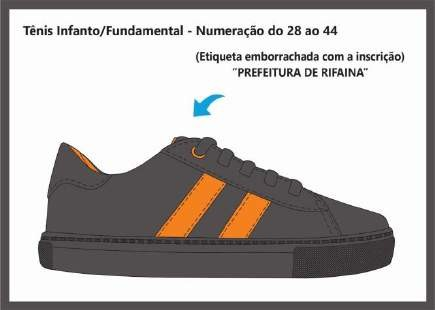 Tênis Infanto/Fundamental - Numeração do 28 ao 44
(Etiqueta emborrachada com a inscrição)
"PREFEITURA DE RIFAINA"